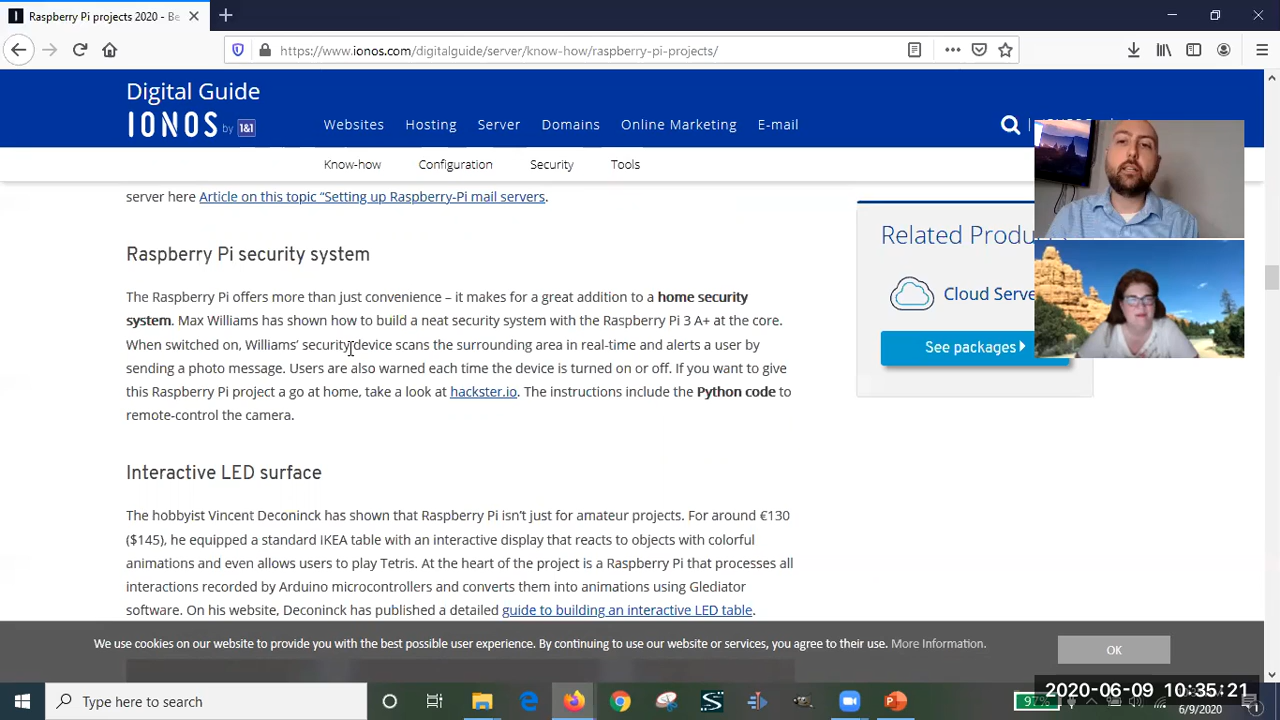 Raspberry Pi projects 2020 - Be
https://www.ionos.com/digitalguide/server/know-how/raspberry-pi-projects/
Digital Guide
IONOS by 1&1
Websites Hosting Server Domains Online Marketing E-mail
Know-how Configuration Security Tools
server here Article on this topic “Setting up Raspberry-Pi mail servers.
Raspberry Pi security system
The Raspberry Pi offers more than just convenience – it makes for a great addition to a home security
system. Max Williams has shown how to build a neat security system with the Raspberry Pi 3 A+ at the core.
When switched on, Williams’ security device scans the surrounding area in real-time and alerts a user by
sending a photo message. Users are also warned each time the device is turned on or off. If you want to give
this Raspberry Pi project a go at home, take a look at hackster.io. The instructions include the Python code to
remote-control the camera.
Interactive LED surface
The hobbyist Vincent Deconinck has shown that Raspberry Pi isn’t just for amateur projects. For around €130
($145), he equipped a standard IKEA table with an interactive display that reacts to objects with colorful
animations and even allows users to play Tetris. At the heart of the project is a Raspberry Pi that processes all
interactions recorded by Arduino microcontrollers and converts them into animations using Glediator
software. On his website, Deconinck has published a detailed guide to building an interactive LED table.
Related Produ
Cloud Serve
See packages
We use cookies on our website to provide you with the best possible user experience. By continuing to use our website or services, you agree to their use. More Information.
OK
Type here to search
97%
2020-06-09 10:35:21
6/9/2020